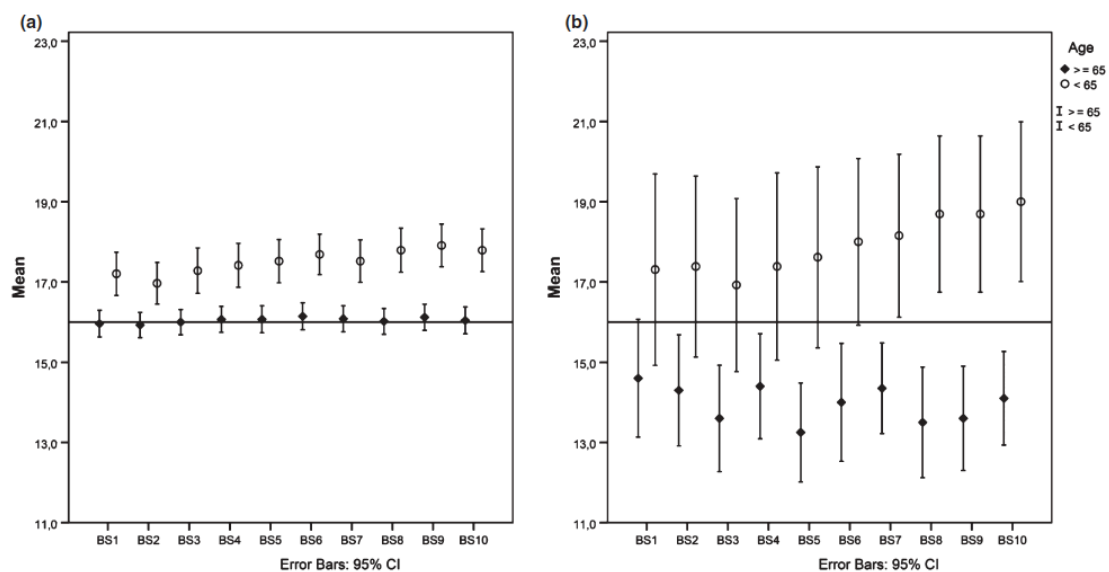 (a)
23,0
21,0
19,0
17,0
15,0
13,0
11,0
Mean
BS1 BS2 BS3 BS4 BS5 BS6 BS7 BS8 BS9 BS10
Error Bars: 95% CI
(b)
23,0
21,0
19,0
17,0
15,0
13,0
11,0
Mean
BS1 BS2 BS3 BS4 BS5 BS6 BS7 BS8 BS9 BS10
Error Bars: 95% CI
Age
>= 65
< 65
>= 65
< 65